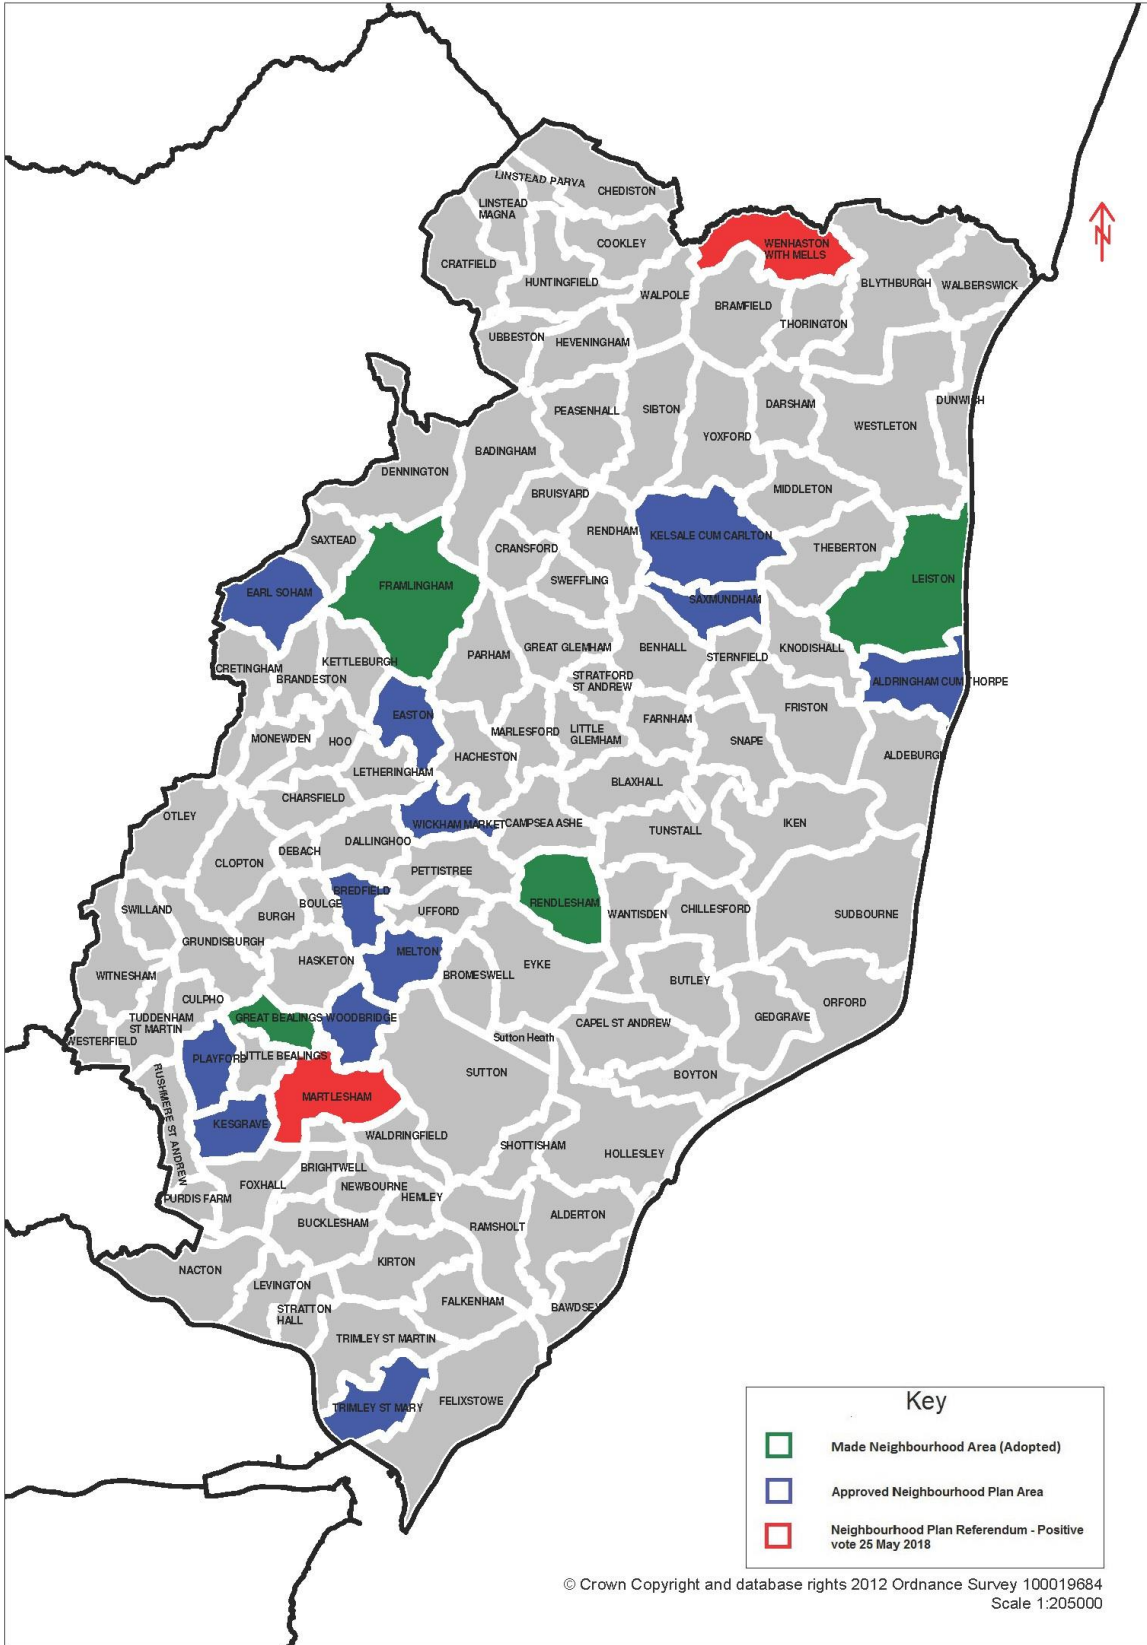 LINSTEAD PARVA
CHEDISTON
LINSTEAD
MAGNA
COOKLEY
WENHASTON
WITH MELLS
CRATFIELD
HUNTINGFIELD
BLYTHBURGH
WALBERSWICK
WALPOLE
BRAMFIELD
THORINGTON
UBBESTON
HEVENINGHAM
N
PEASENHALL
SIBTON
DARSHAM
DUNWICH
YOXFORD
WESTLETON
BADINGHAM
DENNINGTON
BRUISYARD
MIDDLETON
RENDHAM
KELSALE CUM CARLTON
SAXTEAD
CRANSFORD
THEBERTON
FRAMLINGHAM
SWEFFLING
LEISTON
EARL SOHAM
SAXMUNDHAM
PARHAM
GREAT GLEMHAM
BENHALL
STERNFIELD
KNODISHALL
CRETINGHAM
KETTLEBURGH
BRANDESTON
STRATFORD
ST ANDREW
ALDRINGHAM CUM THORPE
EASTON
FRISTON
MONEWDEN
HOO
MARLESFORD
LITTLE
GLEMHAM
FARNHAM
SNAPE
ALDEBURGH
HACHESTON
LETHERINGHAM
BLAXHALL
CHARSFIELD
OTLEY
WICKHAM MARKET
CAMPSEA ASHE
TUNSTALL
IKEN
DALLINGHOO
DEBACH
CLOPTON
PETTISTREE
BREDFIELD
BOULGE
RENDLESHAM
SWILLAND
BURGH
UFFORD
WANTISDEN
CHILLESFORD
SUDBOURNE
GRUNDISBURGH
HASKETON
MELTON
EYKE
WITNESHAM
BROMESWELL
BUTLEY
CULPHO
ORFORD
TUDDENHAM
ST MARTIN
GREAT BEALINGS
WOODBRIDGE
CAPEL ST ANDREW
GEDGRAVE
WESTERFIELD
Sutton Heath
PLAYFORD
LITTLE BEALINGS
SUTTON
BOYTON
RUSHMERE ST ANDREW
MARTLESHAM
KESGRAVE
WALDRINGFIELD
SHOTTISHAM
HOLLESLEY
BRIGHTWELL
FOXHALL
NEWBOURNE
PURDIS FARM
HEMLEY
BUCKLESHAM
RAMSHOLT
ALDERTON
NACTON
KIRTON
LEVINGTON
FALKENHAM
BAWDSEY
STRATTON
HALL
TRIMLEY ST MARTIN
TRIMLEY ST MARY
FELIXSTOWE
Key
Made Neighbourhood Area (Adopted)
Approved Neighbourhood Plan Area
Neighbourhood Plan Referendum - Positive
vote 25 May 2018
© Crown Copyright and database rights 2012 Ordnance Survey 100019684
Scale 1:205000